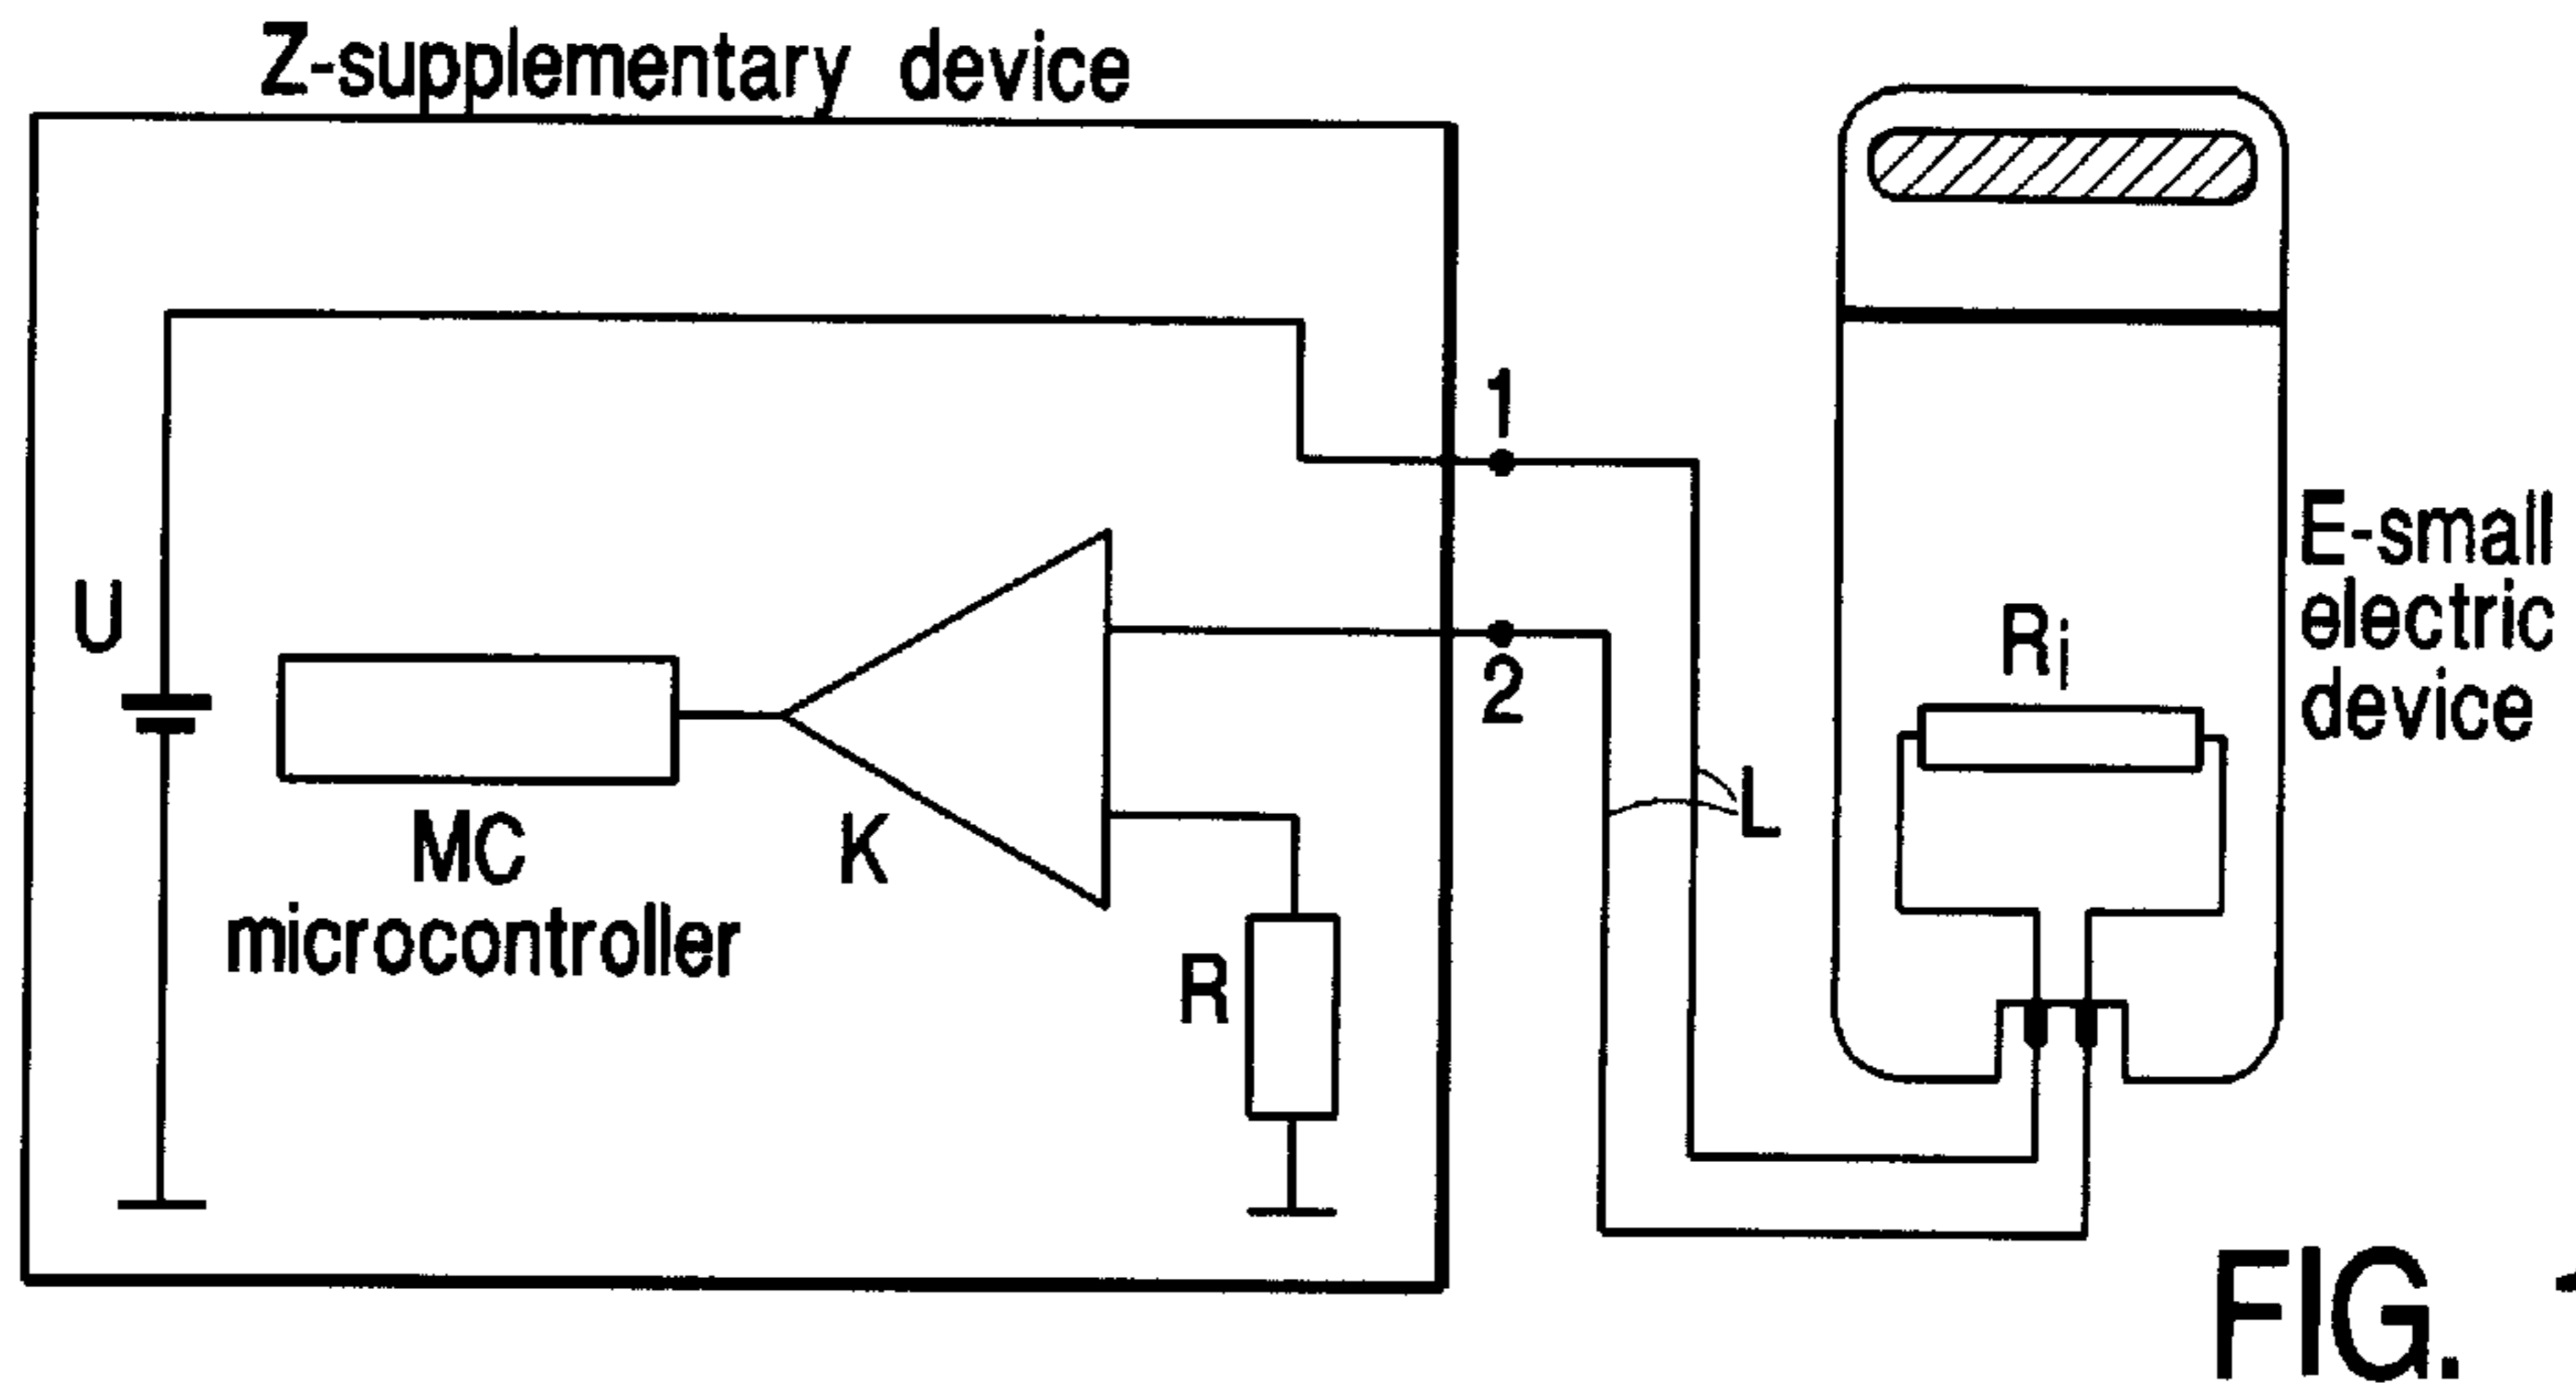 Z-supplementary device
1
U
2
E-small
electric
device
Ri
L
MC
microcontroller
K
R
FIG.